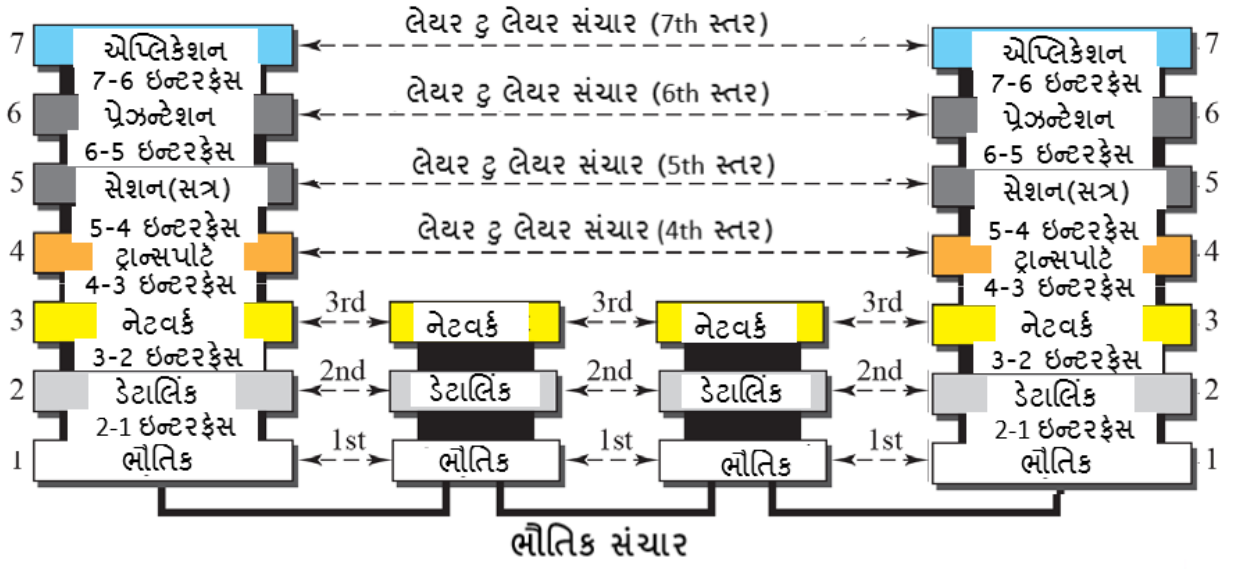 લેયર ટુ લેયર સંચાર (7th સ્તર)
7 એપ્લિકેશન એપ્લિકેશન 7
7-6 ઇન્ટરફેસ 7-6 ઇન્ટરફેસ
લેયર ટુ લેયર સંચાર (6th સ્તર)
6 પ્રેઝન્ટેશન પ્રેઝન્ટેશન 6
6-5 ઇન્ટરફેસ 6-5 ઇન્ટરફેસ
લેયર ટુ લેયર સંચાર (5th સ્તર)
5 સેશન(સત્ર) સેશન(સત્ર) 5
5-4 ઇન્ટરફેસ 5-4 ઇન્ટરફેસ
લેયર ટુ લેયર સંચાર (4th સ્તર)
4 ટ્રાન્સપોર્ટ ટ્રાન્સપોર્ટ 4
4-3 ઇન્ટરફેસ 4-3 ઇન્ટરફેસ
3rd 3rd 3rd
3 નેટવર્ક નેટવર્ક નેટવર્ક નેટવર્ક 3
3-2 ઇન્ટરફેસ 3-2 ઇન્ટરફેસ
2nd 2nd 2nd
2 ડેટાલિંક ડેટાલિંક ડેટાલિંક ડેટાલિંક 2
2-1 ઇન્ટરફેસ 2-1 ઇન્ટરફેસ
1st 1st 1st
1 ભૌતિક ભૌતિક ભૌતિક ભૌતિક 1
ભૌતિક સંચાર